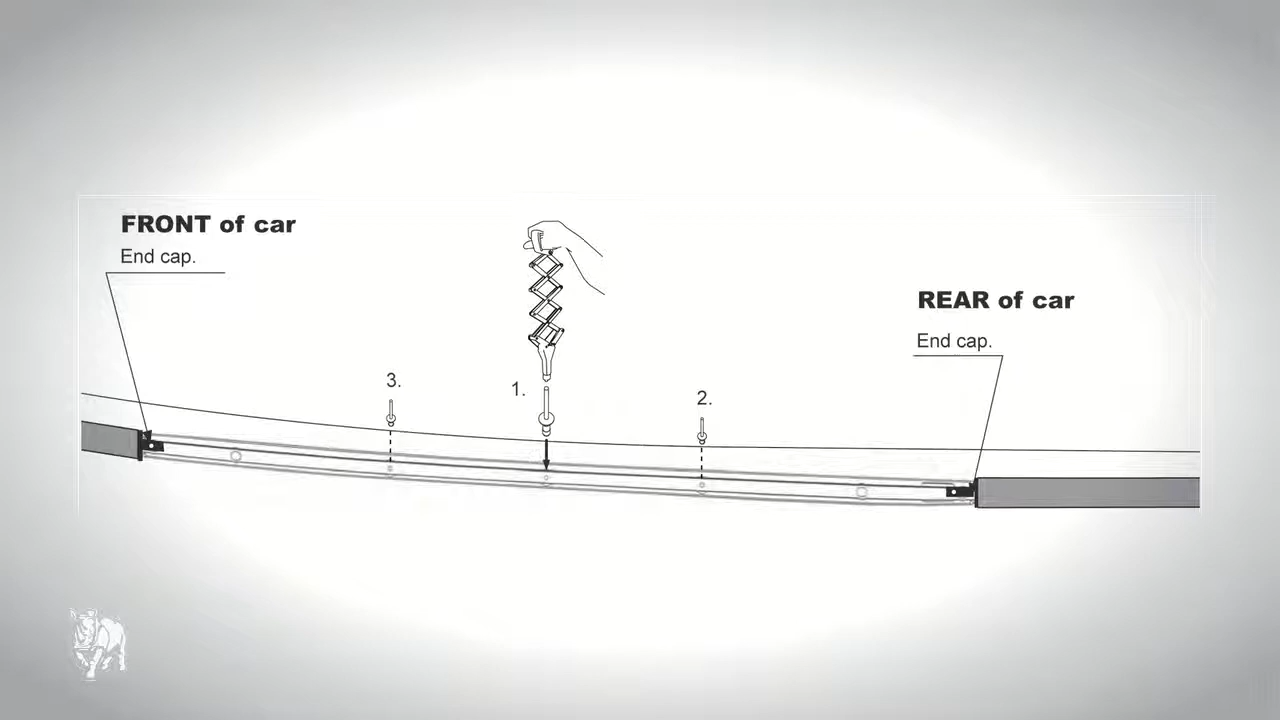 FRONT of car
End cap.
REAR of car
End cap.
3.
1.
2.